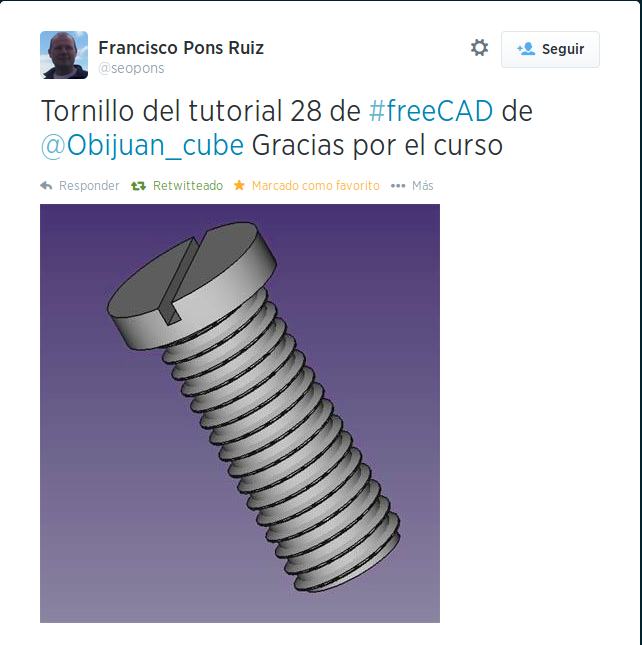 Francisco Pons Ruiz
@seopons
Seguir
Tornillo del tutorial 28 de #freeCAD de
@Obijuan_cube Gracias por el curso
Responder Retwitteado Marcado como favorito Más